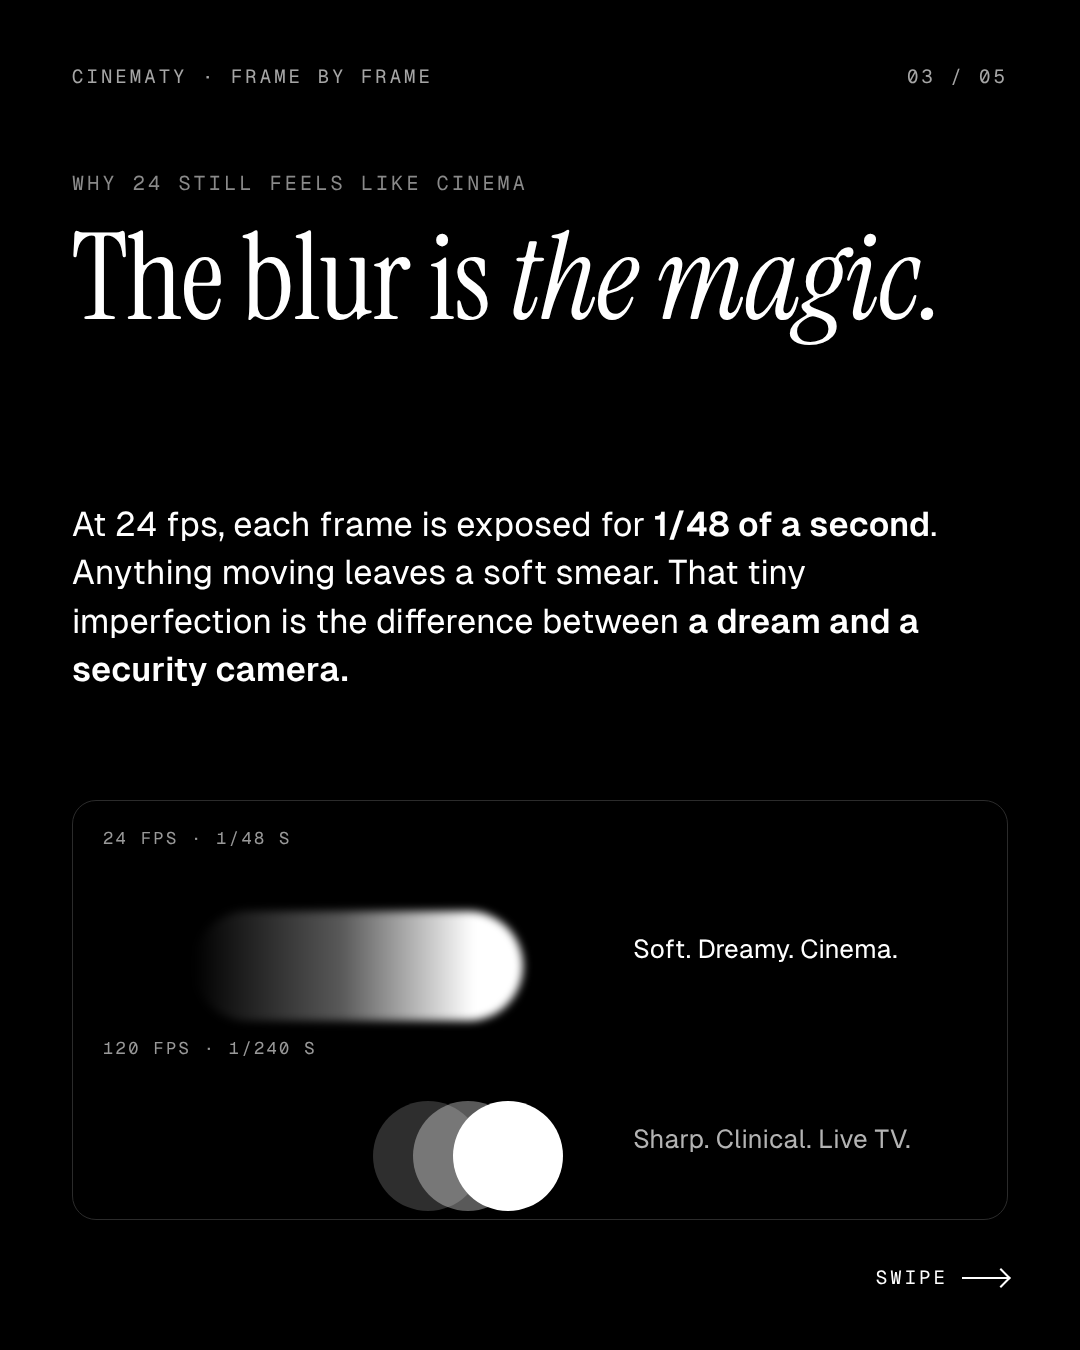 CINEMATY · FRAME BY FRAME
03 / 05
WHY 24 STILL FEELS LIKE CINEMA
The blur is the magic.
At 24 fps, each frame is exposed for 1/48 of a second.
Anything moving leaves a soft smear. That tiny
imperfection is the difference between a dream and a
security camera.
24 FPS · 1/48 S
Soft. Dreamy. Cinema.
120 FPS · 1/240 S
Sharp. Clinical. Live TV.
SWIPE